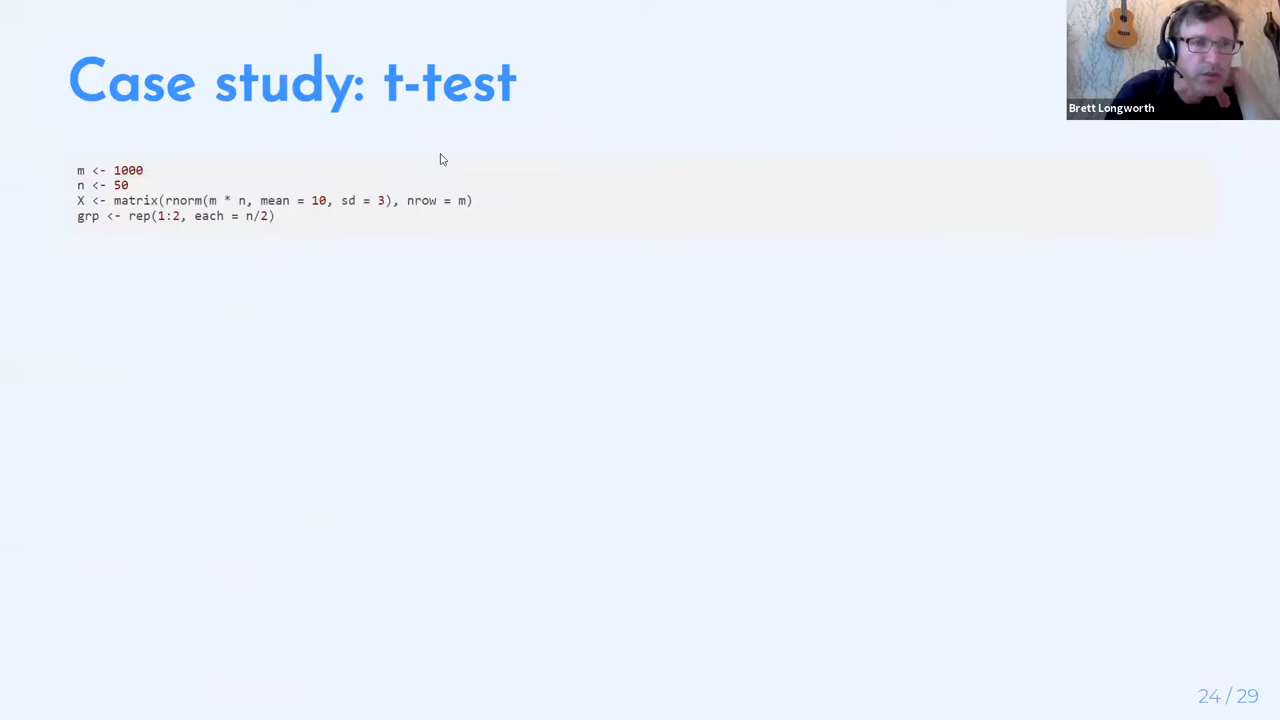 Case study: t-test
Brett Longworth
m <- 1000
n <- 50
X <- matrix(rnorm(m * n, mean = 10, sd = 3), nrow = m)
grp <- rep(1:2, each = n/2)
24 / 29